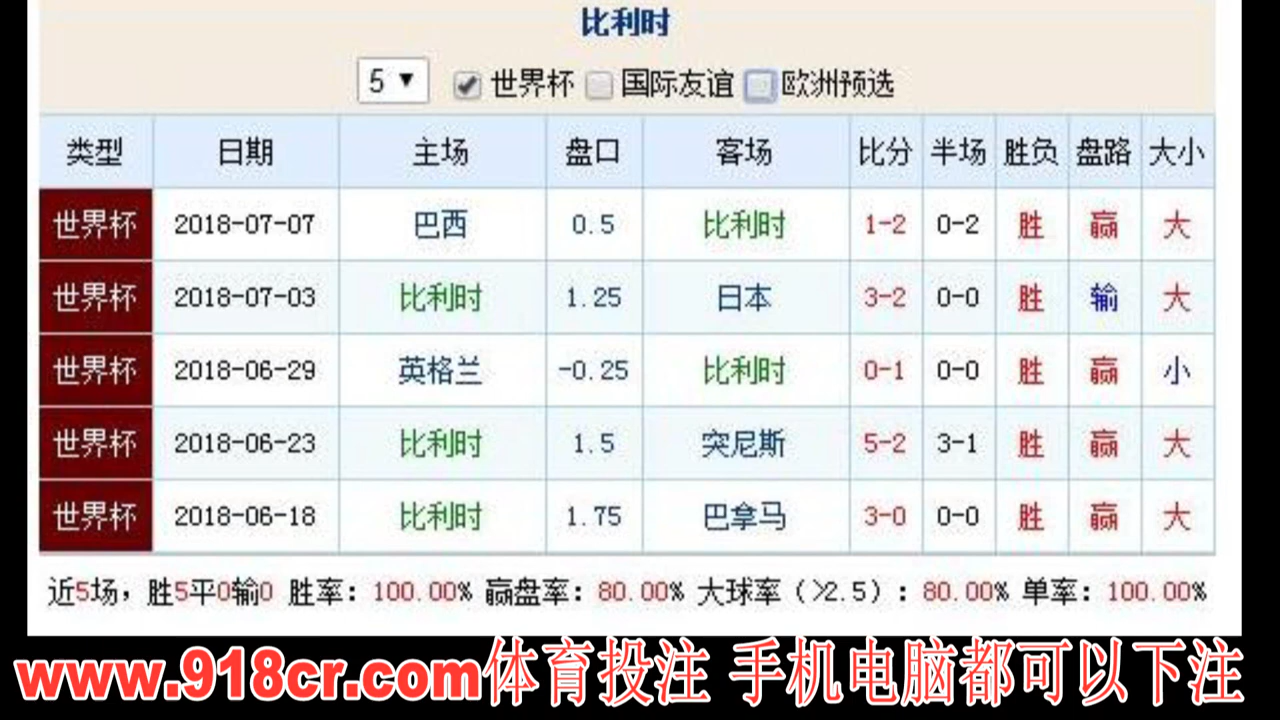 比利时
5 ▼ 世界杯 国际友谊 欧洲预选
类型 日期 主场 盘口 客场 比分 半场 胜负 盘路 大小
世界杯 2018-07-07 巴西 0.5 比利时 1-2 0-2 胜 赢 大
世界杯 2018-07-03 比利时 1.25 日本 3-2 0-0 胜 输 大
世界杯 2018-06-29 英格兰 -0.25 比利时 0-1 0-0 胜 赢 小
世界杯 2018-06-23 比利时 1.5 突尼斯 5-2 3-1 胜 赢 大
世界杯 2018-06-18 比利时 1.75 巴拿马 3-0 0-0 胜 赢 大
近5场，胜5平0输0 胜率：100.00% 赢盘率：80.00% 大球率（>2.5）：80.00% 单率：100.00%
www.918cr.com体育投注 手机电脑都可以下注